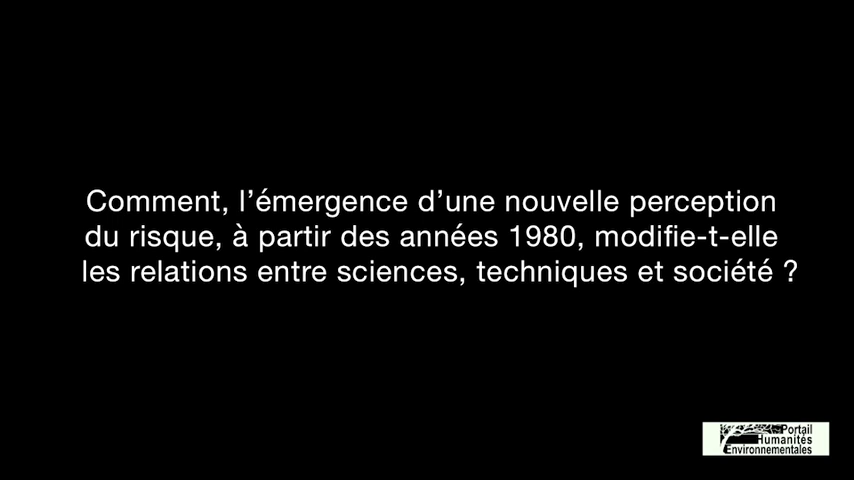 Comment, l'émergence d'une nouvelle perception
du risque, à partir des années 1980, modifie-t-elle
les relations entre sciences, techniques et société ?
Portail
Humanités
Environnementales